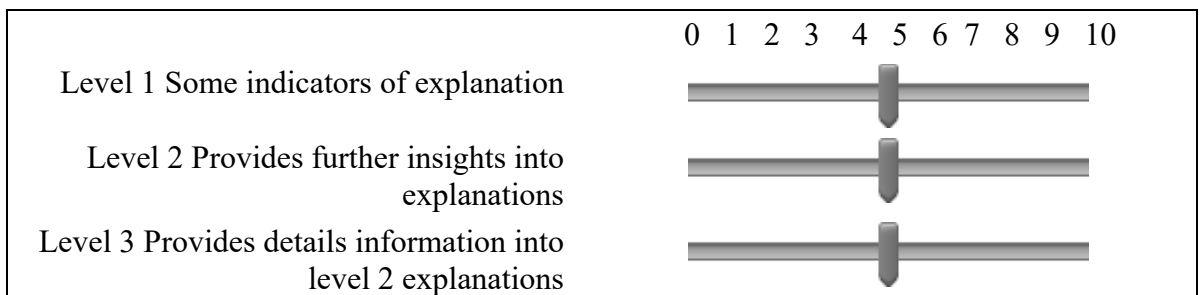 0 1 2 3 4 5 6 7 8 9 10
Level 1 Some indicators of explanation
Level 2 Provides further insights into
explanations
Level 3 Provides details information into
level 2 explanations